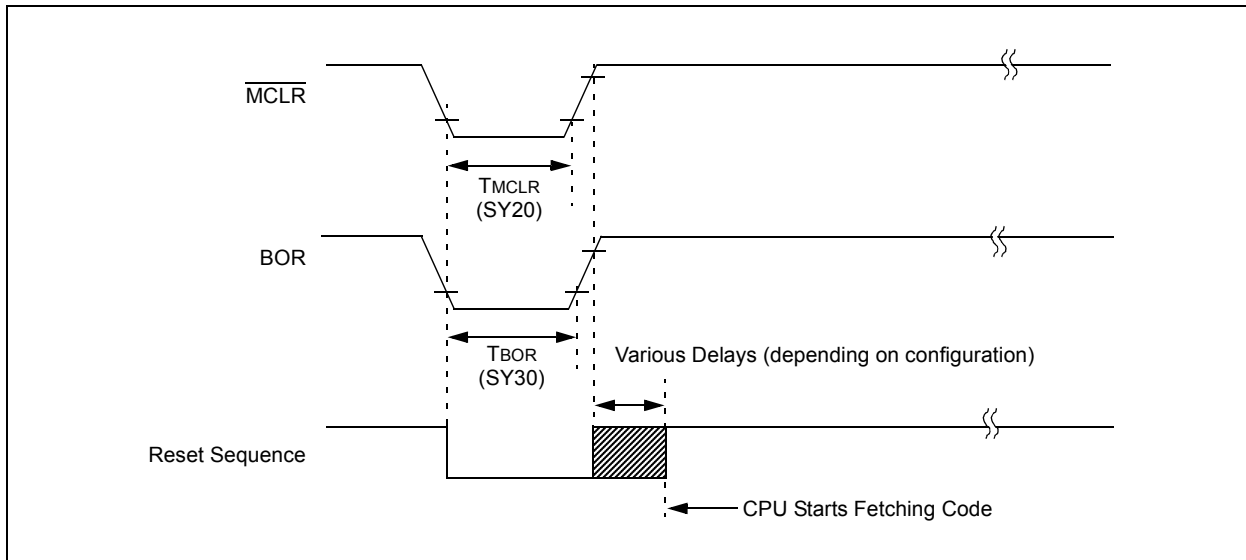 MCLR
TMCLR
(SY20)
BOR
TBOR
(SY30)
Various Delays (depending on configuration)
Reset Sequence
CPU Starts Fetching Code